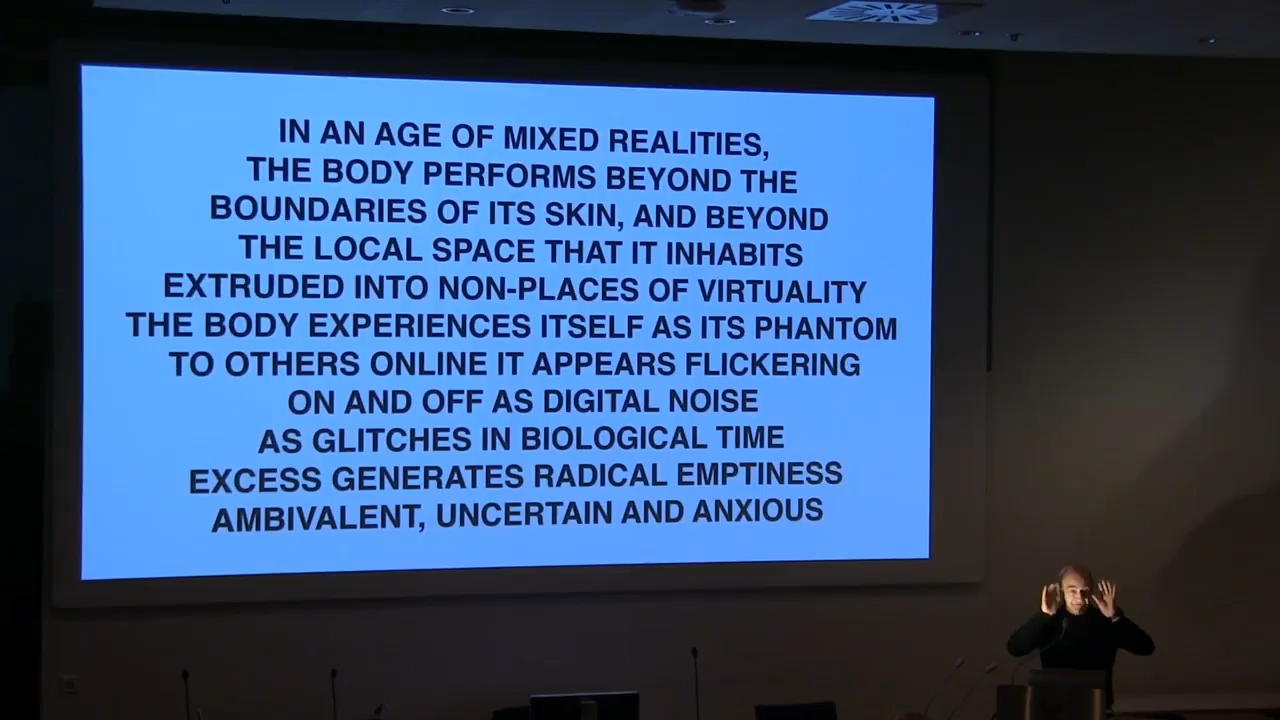 IN AN AGE OF MIXED REALITIES,
THE BODY PERFORMS BEYOND THE
BOUNDARIES OF ITS SKIN, AND BEYOND
THE LOCAL SPACE THAT IT INHABITS
EXTRUDED INTO NON-PLACES OF VIRTUALITY
THE BODY EXPERIENCES ITSELF AS ITS PHANTOM
TO OTHERS ONLINE IT APPEARS FLICKERING
ON AND OFF AS DIGITAL NOISE
AS GLITCHES IN BIOLOGICAL TIME
EXCESS GENERATES RADICAL EMPTINESS
AMBIVALENT, UNCERTAIN AND ANXIOUS